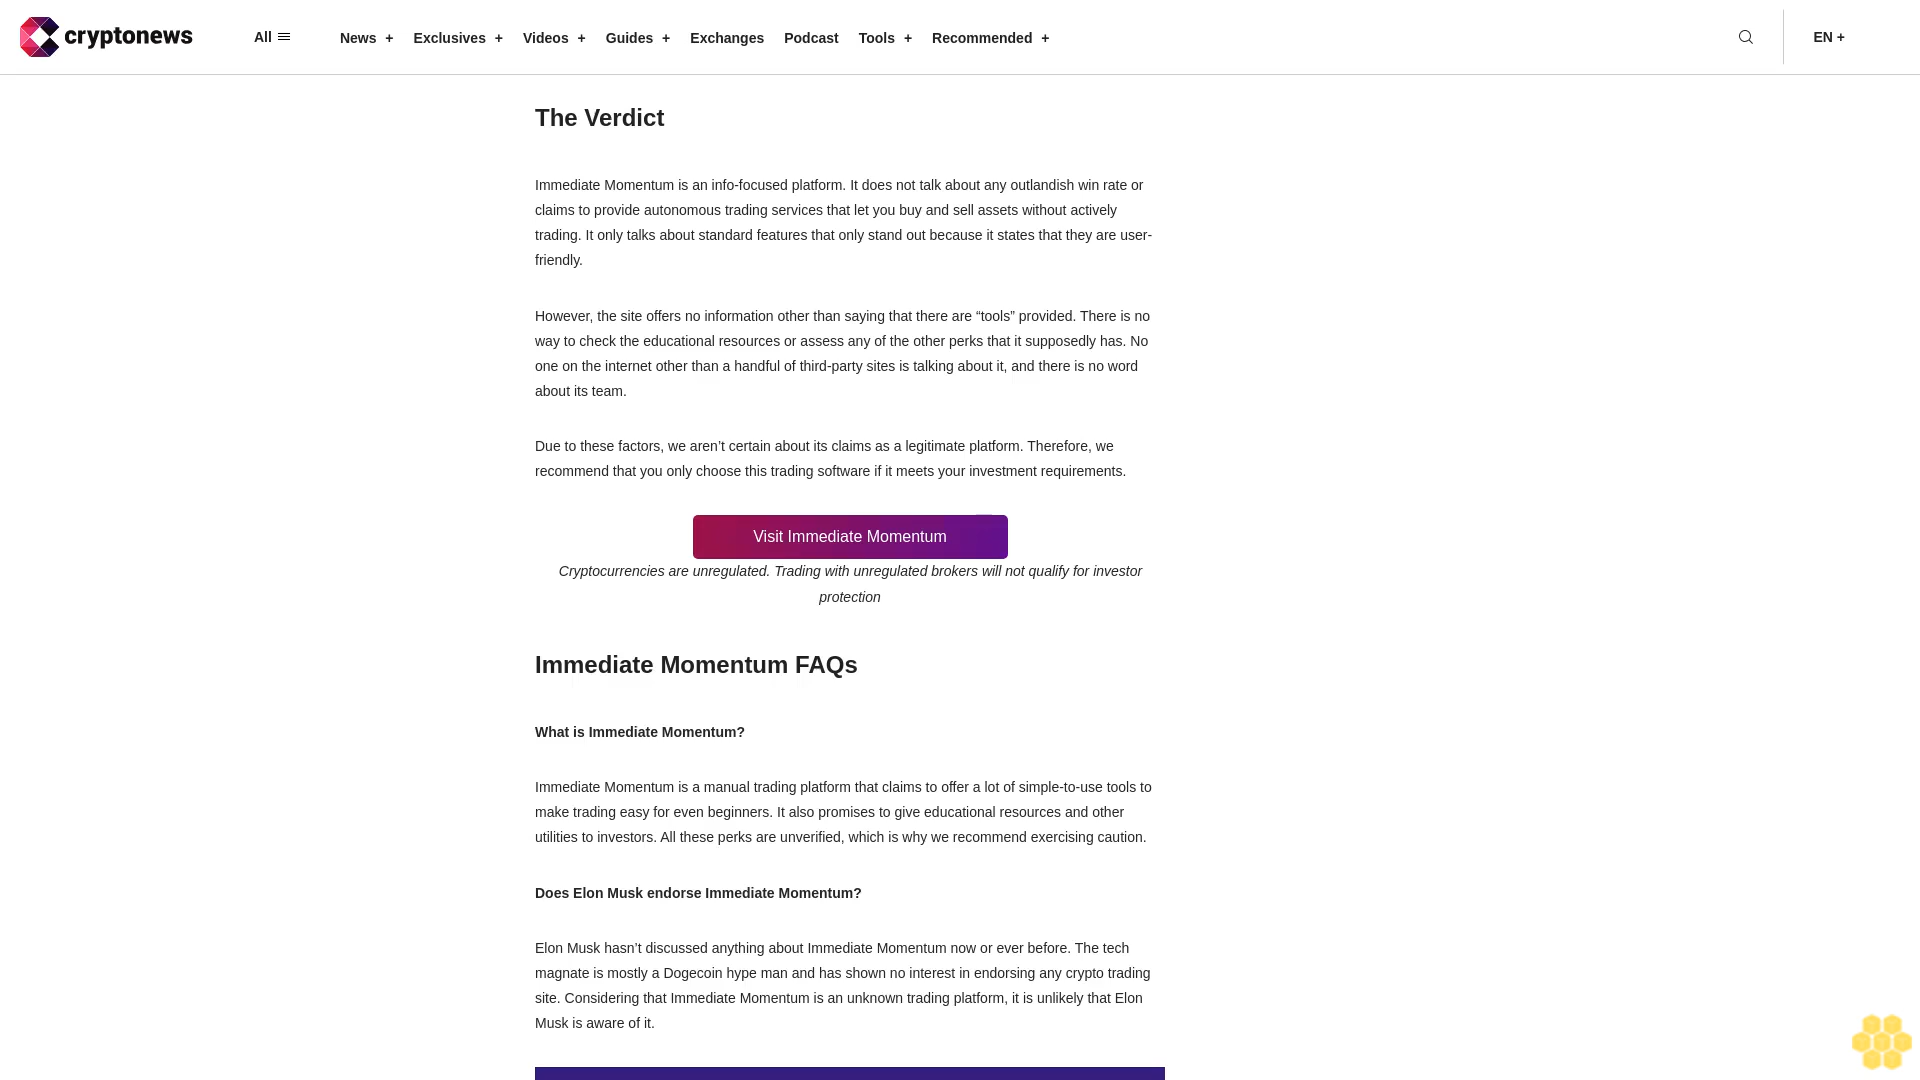 cryptonews
All
News +
Exclusives +
Videos +
Guides +
Exchanges
Podcast
Tools +
Recommended +
EN +
The Verdict
Immediate Momentum is an info-focused platform. It does not talk about any outlandish win rate or
claims to provide autonomous trading services that let you buy and sell assets without actively
trading. It only talks about standard features that only stand out because it states that they are user-
friendly.
However, the site offers no information other than saying that there are “tools” provided. There is no
way to check the educational resources or assess any of the other perks that it supposedly has. No
one on the internet other than a handful of third-party sites is talking about it, and there is no word
about its team.
Due to these factors, we aren’t certain about its claims as a legitimate platform. Therefore, we
recommend that you only choose this trading software if it meets your investment requirements.
Visit Immediate Momentum
Cryptocurrencies are unregulated. Trading with unregulated brokers will not qualify for investor
protection
Immediate Momentum FAQs
What is Immediate Momentum?
Immediate Momentum is a manual trading platform that claims to offer a lot of simple-to-use tools to
make trading easy for even beginners. It also promises to give educational resources and other
utilities to investors. All these perks are unverified, which is why we recommend exercising caution.
Does Elon Musk endorse Immediate Momentum?
Elon Musk hasn’t discussed anything about Immediate Momentum now or ever before. The tech
magnate is mostly a Dogecoin hype man and has shown no interest in endorsing any crypto trading
site. Considering that Immediate Momentum is an unknown trading platform, it is unlikely that Elon
Musk is aware of it.